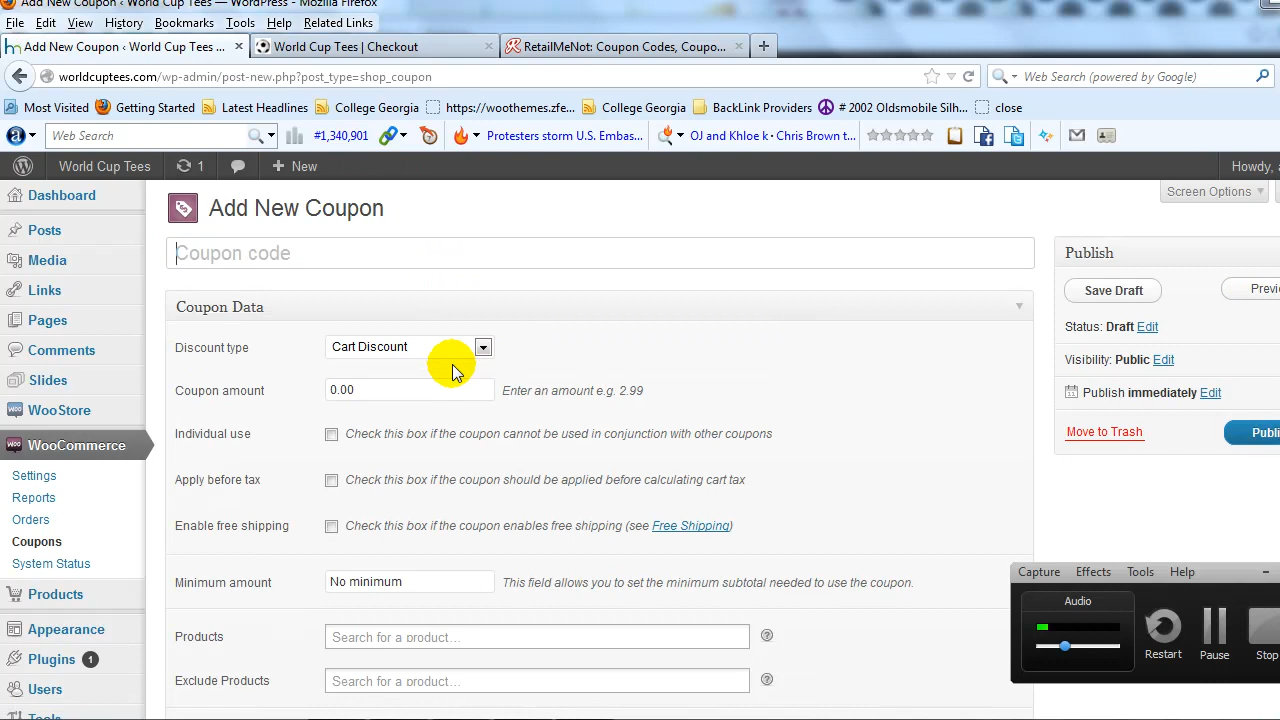 Add New Coupon ‹ World Cup Tees — WordPress - Mozilla Firefox
File Edit View History Bookmarks Tools Help Related Links
Add New Coupon ‹ World Cup Tees ... × World Cup Tees | Checkout × RetailMeNot: Coupon Codes, Coupo... × +
worldcuptees.com/wp-admin/post-new.php?post_type=shop_coupon Web Search (powered by Google)
Most Visited Getting Started Latest Headlines College Georgia https://woothemes.zfe... College Georgia BackLink Providers # 2002 Oldsmobile Silh... close
a Web Search #1,340,901 Protesters storm U.S. Embas... OJ and Khloe k • Chris Brown t...
World Cup Tees 1 + New Howdy, a
Screen Options
Dashboard
Posts
Media
Links
Pages
Comments
Slides
WooStore
WooCommerce
Settings
Reports
Orders
Coupons
System Status
Products
Appearance
Plugins 1
Users
Tools
Add New Coupon
Coupon code
Coupon Data
Discount type Cart Discount
Coupon amount 0.00 Enter an amount e.g. 2.99
Individual use Check this box if the coupon cannot be used in conjunction with other coupons
Apply before tax Check this box if the coupon should be applied before calculating cart tax
Enable free shipping Check this box if the coupon enables free shipping (see Free Shipping)
Minimum amount No minimum This field allows you to set the minimum subtotal needed to use the coupon.
Products Search for a product... ?
Exclude Products Search for a product... ?
Publish
Save Draft Previ
Status: Draft Edit
Visibility: Public Edit
Publish immediately Edit
Move to Trash Publi
Capture Effects Tools Help –
Audio
Restart Pause Stop